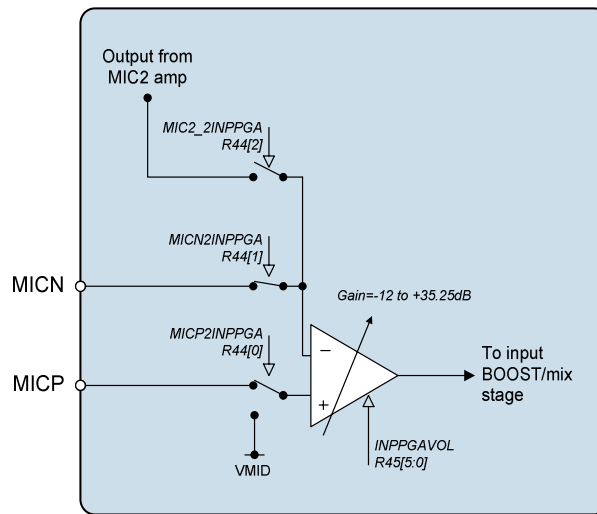 Output from
MIC2 amp
MIC2_2INPPGA
R44[2]
MICN2INPPGA
R44[1]
MICN
Gain=-12 to +35.25dB
MICP2INPPGA
R44[0]
MICP
−
+
To input
BOOST/mix
stage
VMID
INPPGAVOL
R45[5:0]